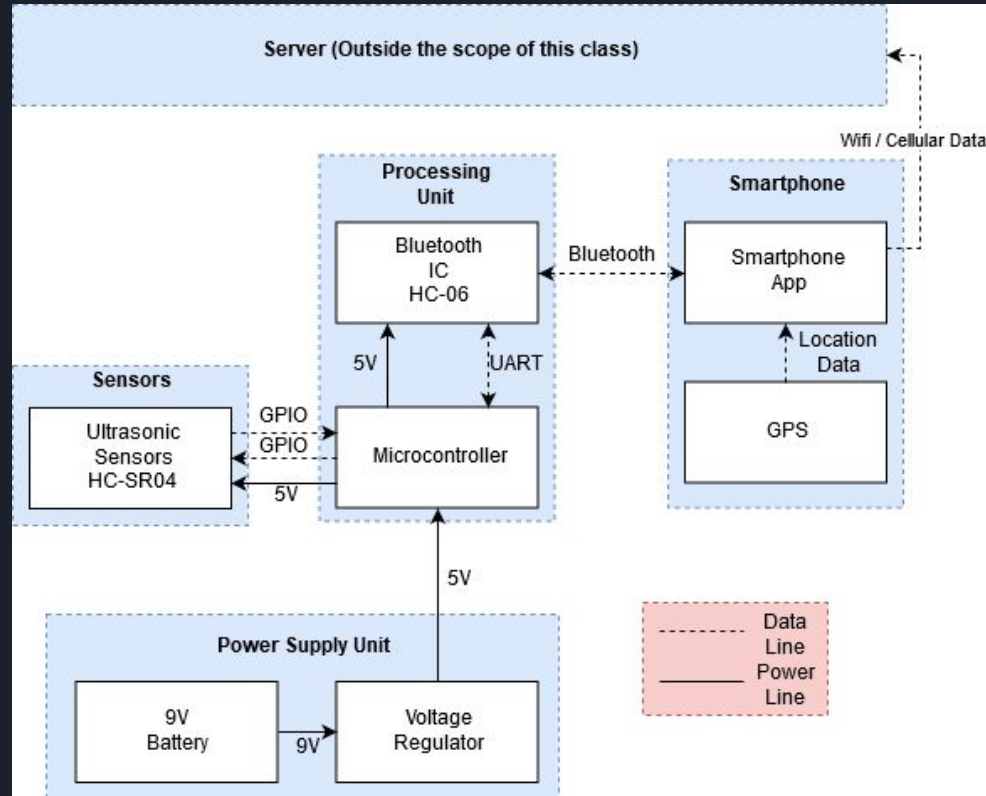 Server (Outside the scope of this class)
Wifi / Cellular Data
Processing
Unit
Bluetooth
IC
HC-06
Bluetooth
Smartphone
Smartphone
App
Location
Data
GPS
5V
UART
Sensors
Ultrasonic
Sensors
HC-SR04
GPIO
GPIO
5V
Microcontroller
5V
Power Supply Unit
9V
Battery
9V
Voltage
Regulator
Data
Line
Power
Line